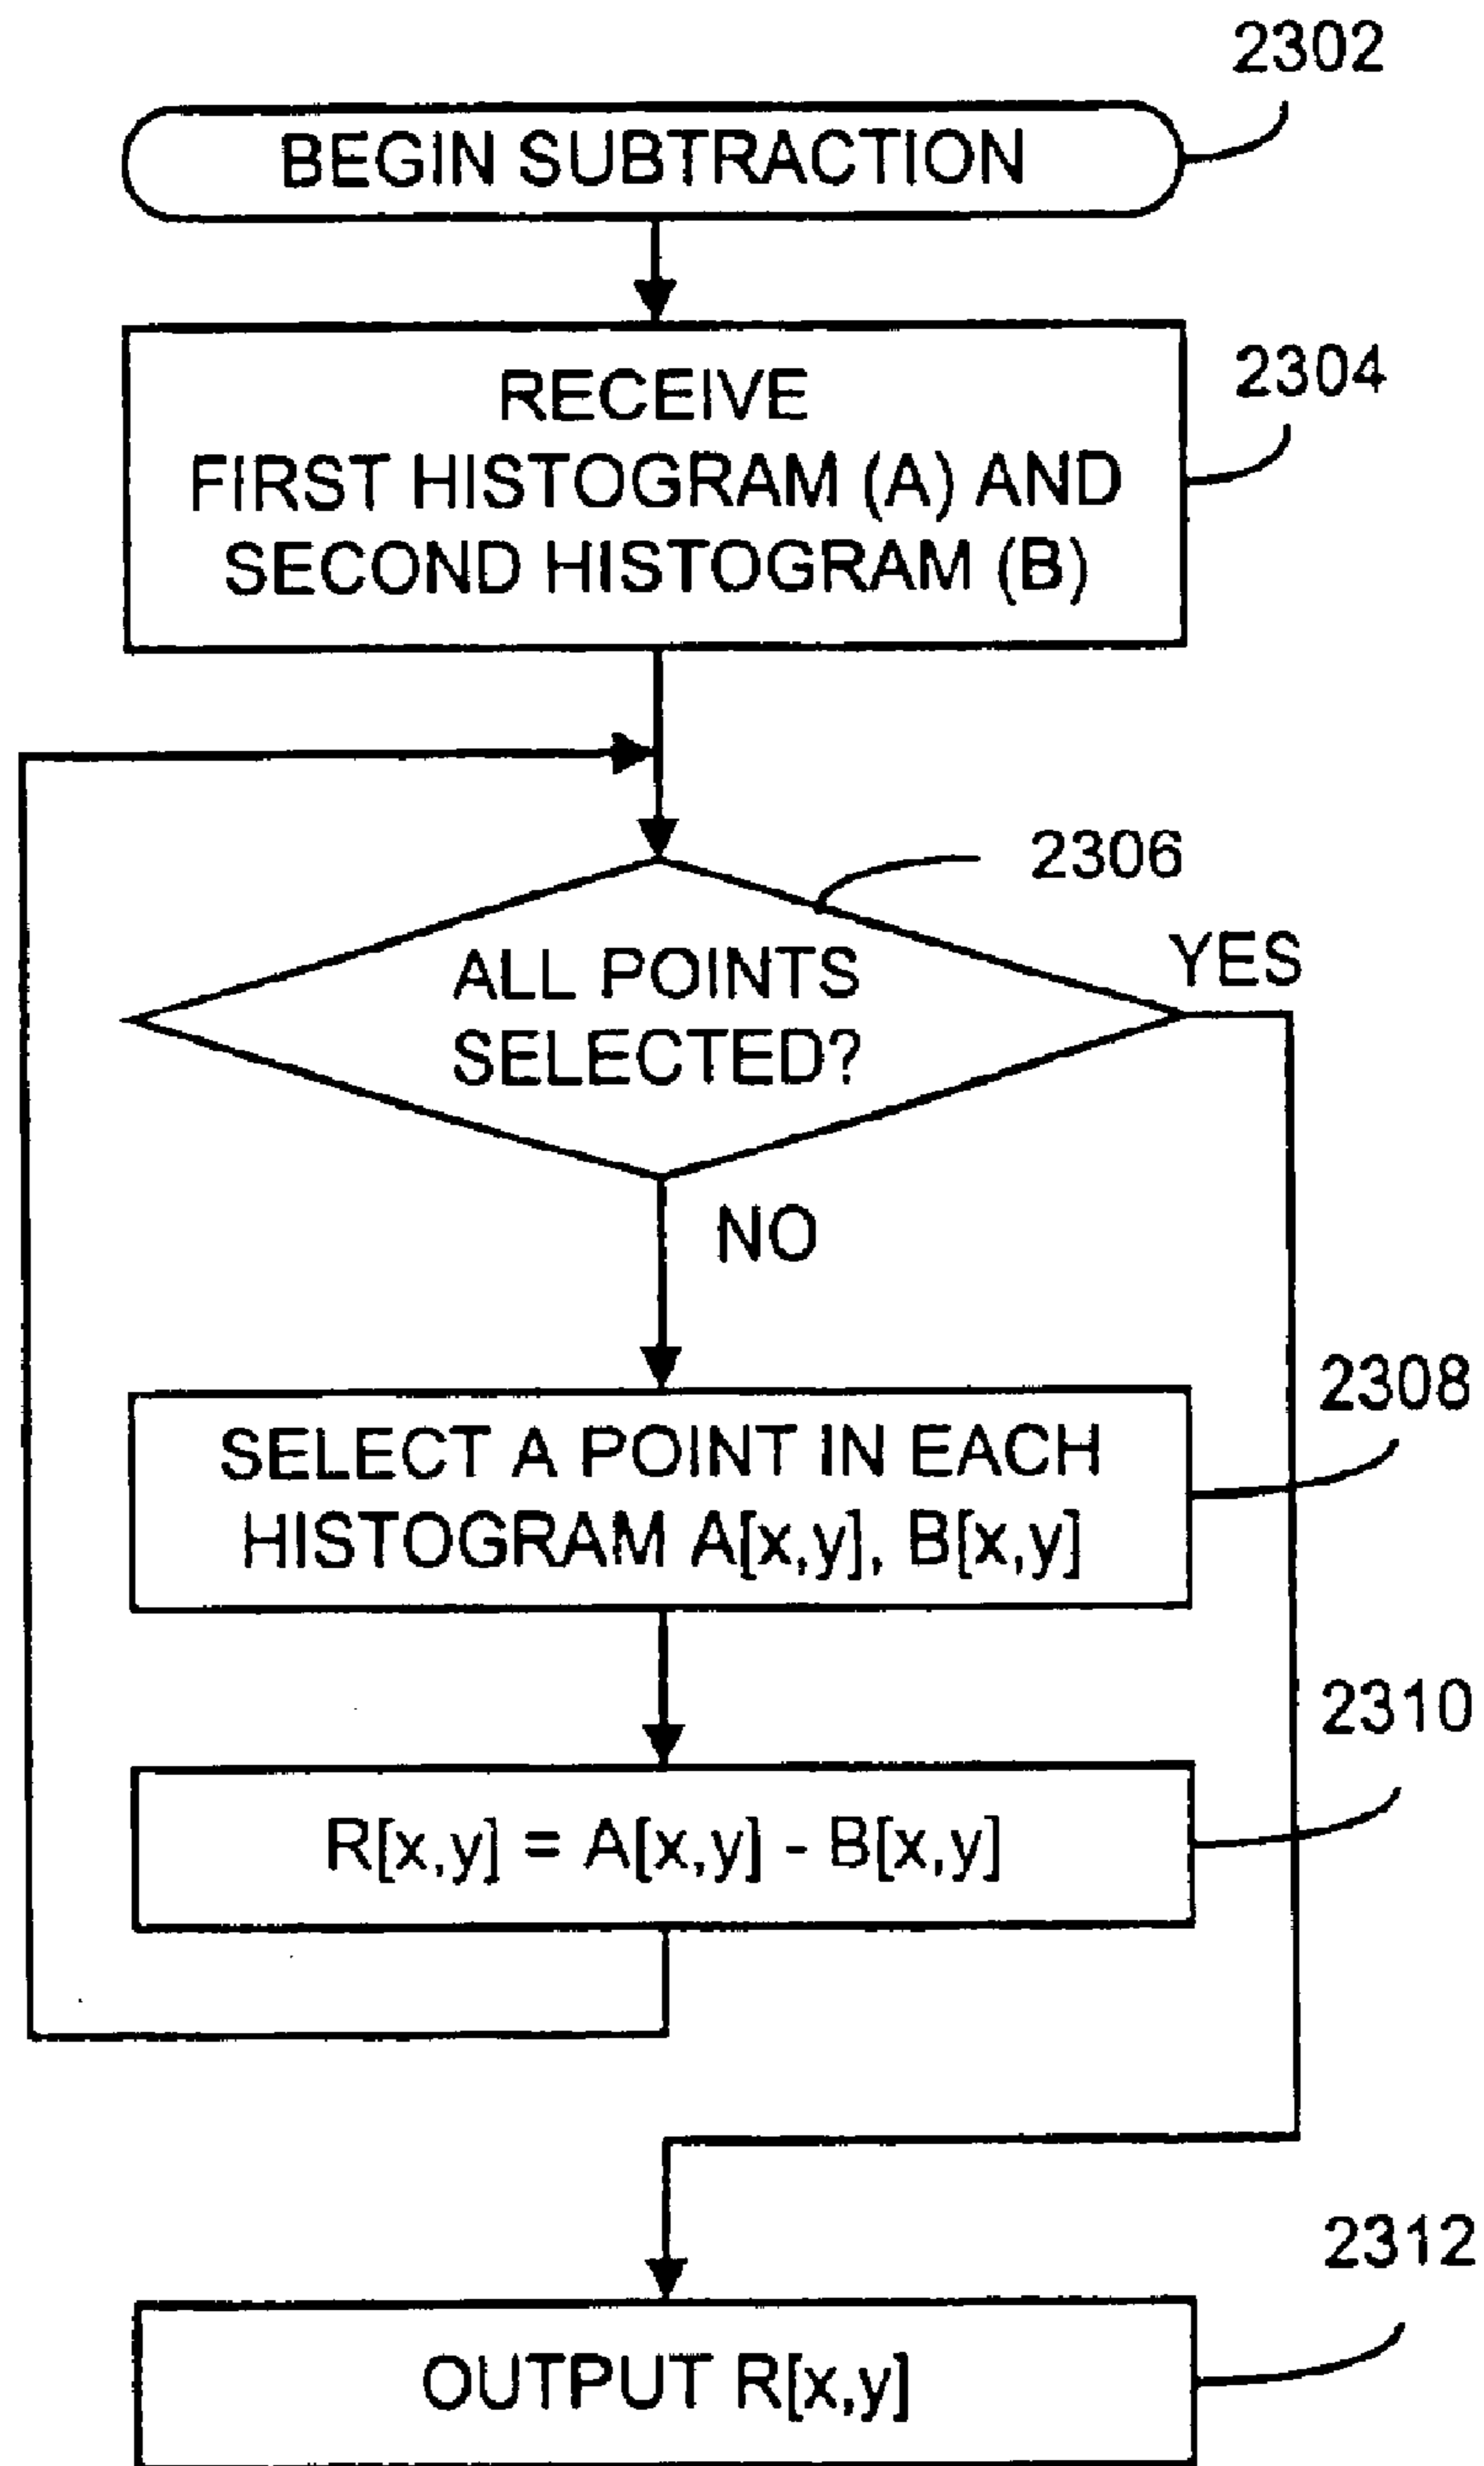 2302
BEGIN SUBTRACTION
2304
RECEIVE
FIRST HISTOGRAM (A) AND
SECOND HISTOGRAM (B)
2306
ALL POINTS
SELECTED?
YES
NO
2308
SELECT A POINT IN EACH
HISTOGRAM A[x,y], B[x,y]
2310
R[x,y] = A[x,y] - B[x,y]
2312
OUTPUT R[x,y]